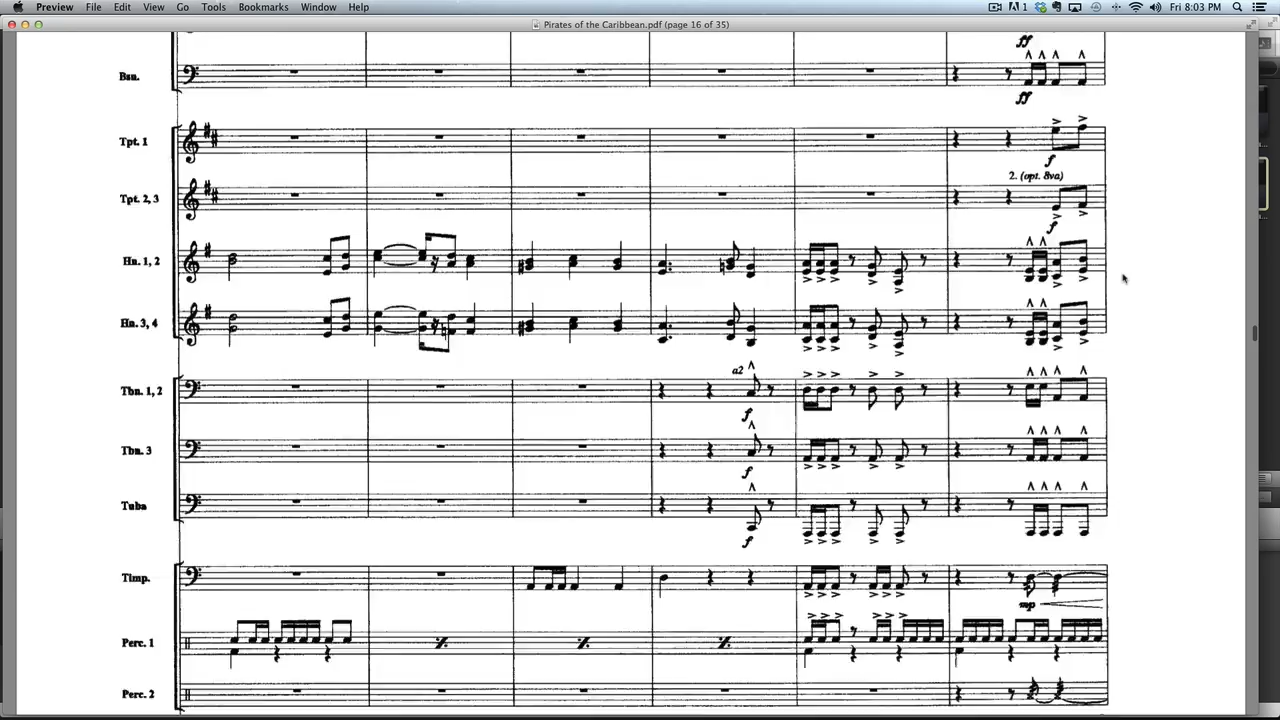 Preview File Edit View Go Tools Bookmarks Window Help
1 Fri 8:03 PM
Pirates of the Caribbean.pdf (page 16 of 35)
ff
Bsn.
ff
Tpt. 1
f
2. (opt. 8va)
Tpt. 2, 3
f
Hn. 1, 2
Hn. 3, 4
a2
Tbn. 1, 2
f
Tbn. 3
f
Tuba
f
Timp.
mp
Perc. 1
Perc. 2